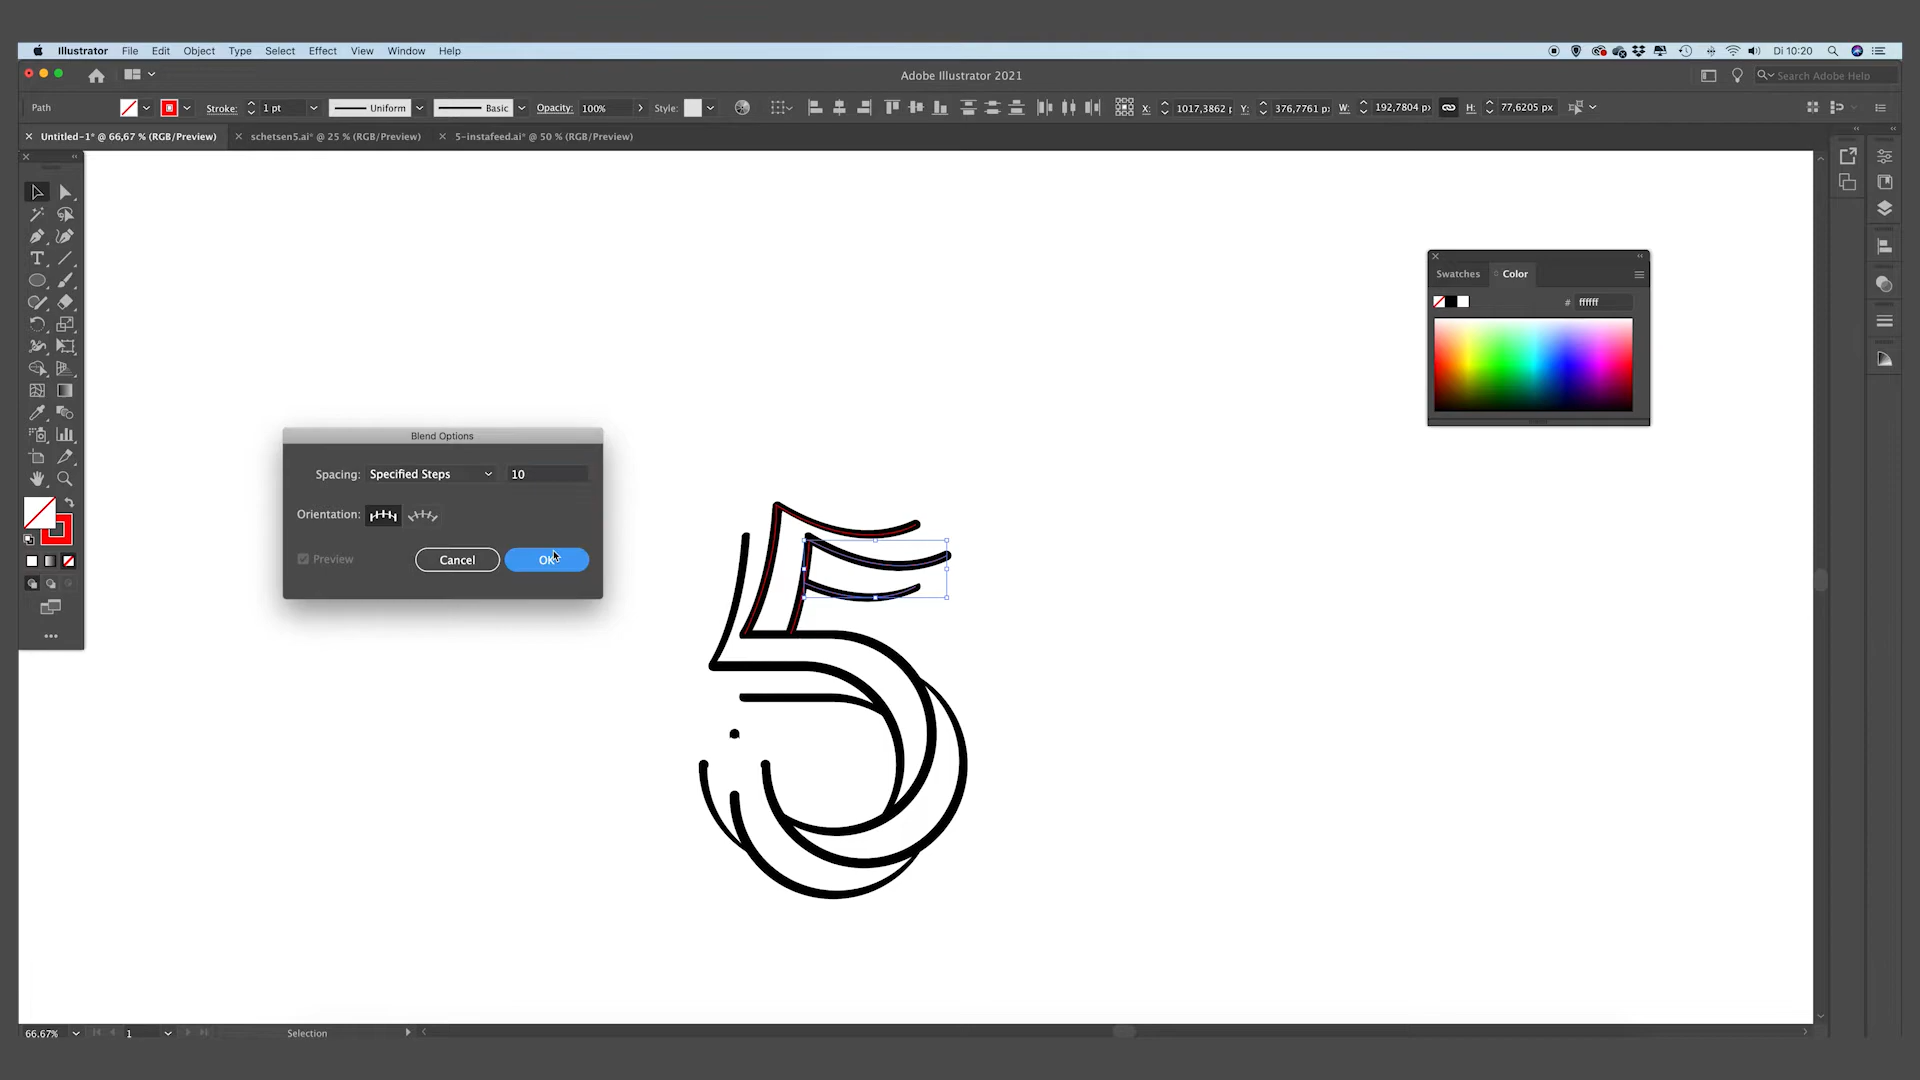 Illustrator File Edit Object Type Select Effect View Window Help
Di 10:20
Adobe Illustrator 2021
Search Adobe Help
Path
Stroke: 1 pt
Uniform
Basic
Opacity: 100%
Style:
X: 1017,3862 p
Y: 376,7761 px
W: 192,7804 px
H: 77,6205 px
Untitled-1* @ 66,67 % (RGB/Preview)
schetsen5.ai* @ 25 % (RGB/Preview)
5-instafeed.ai* @ 50 % (RGB/Preview)
Swatches
Color
# ffffff
Blend Options
Spacing: Specified Steps 10
Orientation:
Preview
Cancel
OK
5
66.67%
1
Selection